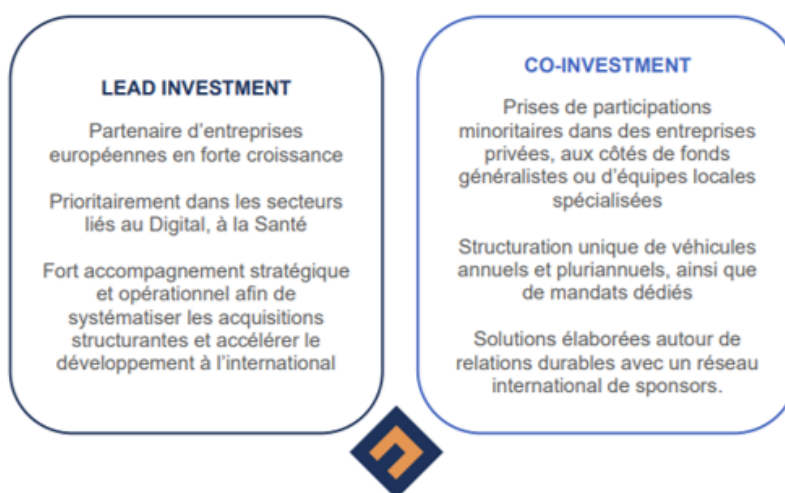 LEAD INVESTMENT
Partenaire d'entreprises
européennes en forte croissance
Prioritairement dans les secteurs
liés au Digital, à la Santé
Fort accompagnement stratégique
et opérationnel afin de
systématiser les acquisitions
structurantes et accélérer le
développement à l'international
CO-INVESTMENT
Prises de participations
minoritaires dans des entreprises
privées, aux côtés de fonds
généralistes ou d'équipes locales
spécialisées
Structuration unique de véhicules
annuels et pluriannuels, ainsi que
de mandats dédiés
Solutions élaborées autour de
relations durables avec un réseau
international de sponsors.